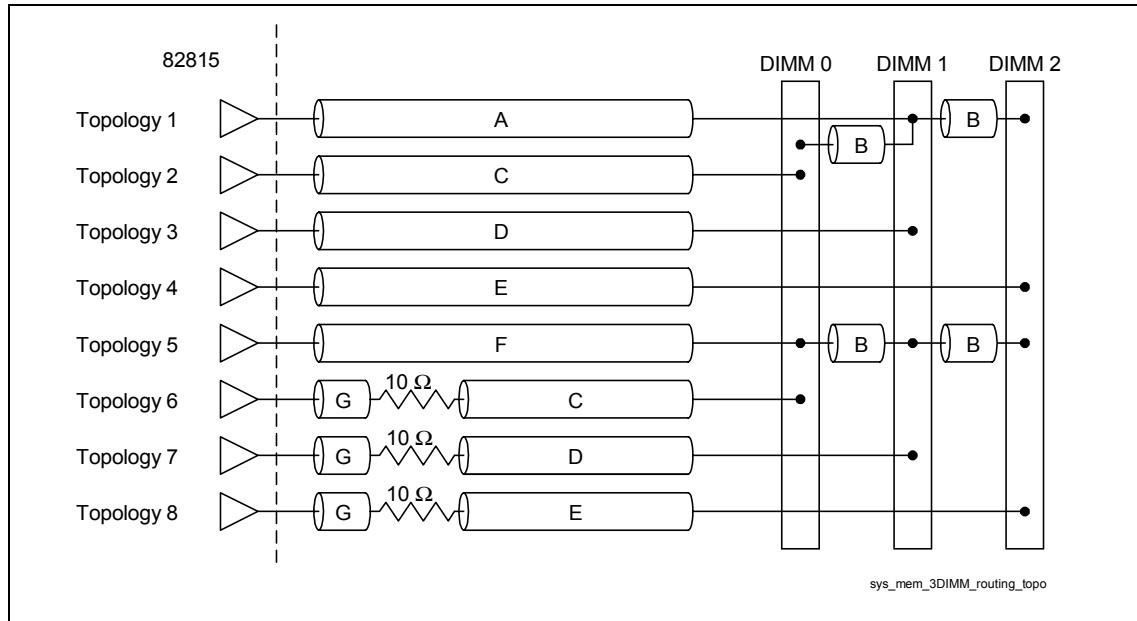 82815
DIMM 0 DIMM 1 DIMM 2
Topology 1 A B
B
Topology 2 C
Topology 3 D
Topology 4 E
Topology 5 F B B
Topology 6 G 10 Ω C
Topology 7 G 10 Ω D
Topology 8 G 10 Ω E
sys_mem_3DIMM_routing_topo